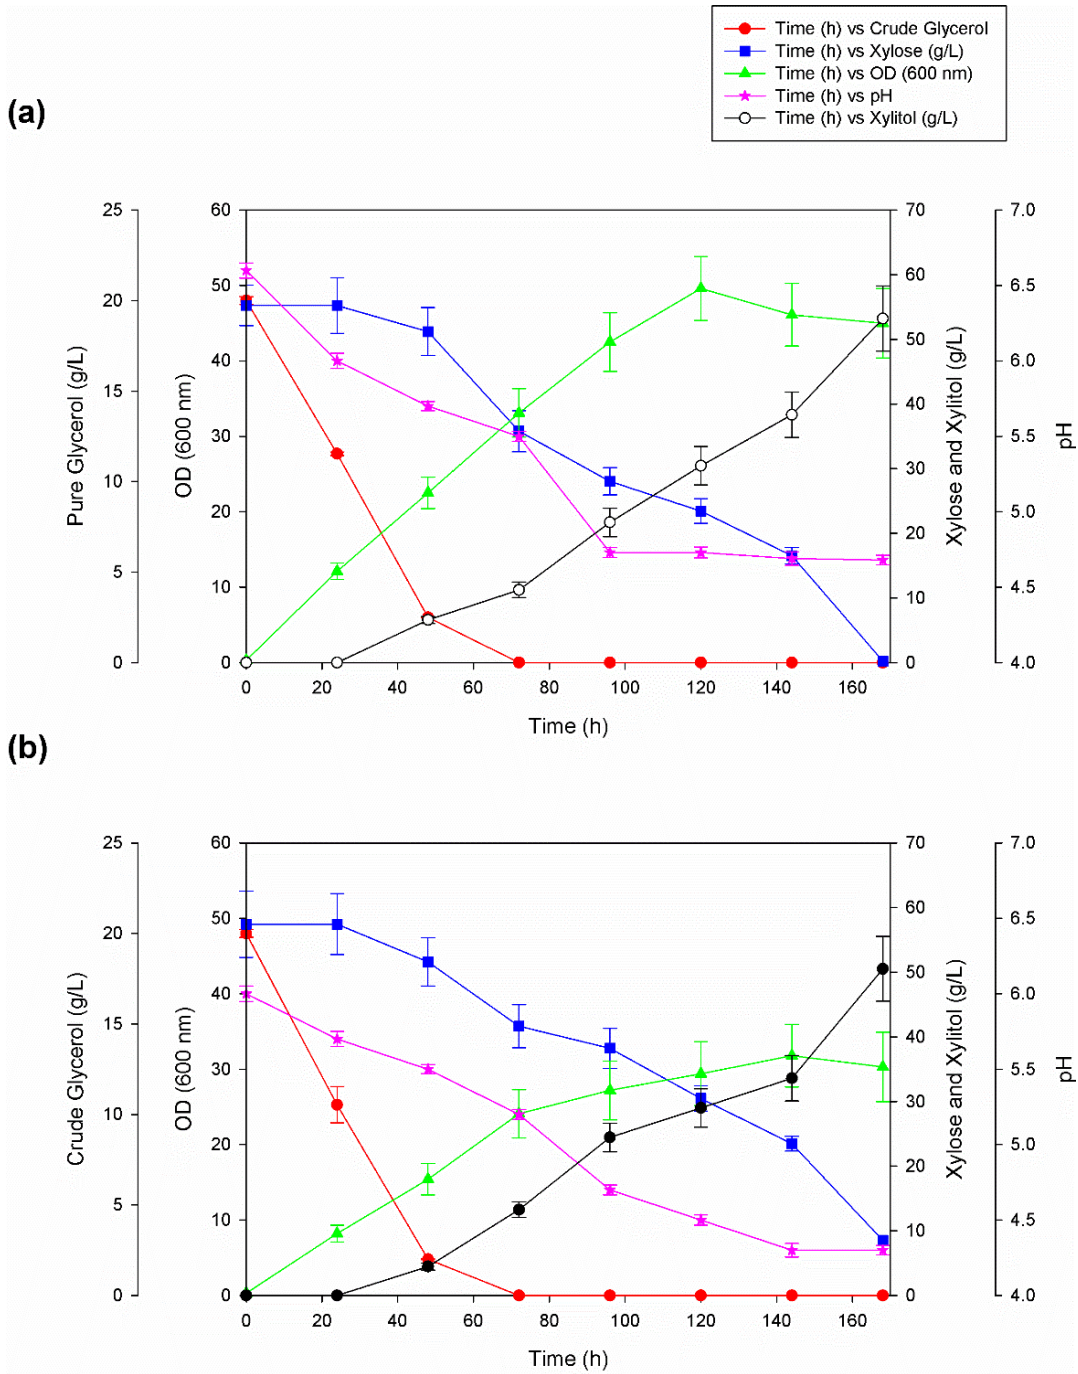 Time (h) vs Crude Glycerol
Time (h) vs Xylose (g/L)
Time (h) vs OD (600 nm)
Time (h) vs pH
Time (h) vs Xylitol (g/L)
(a)
25
20
15
10
5
0
Pure Glycerol (g/L)
60
50
40
30
20
10
0
OD (600 nm)
70
60
50
40
30
20
10
0
Xylose and Xylitol (g/L)
7.0
6.5
6.0
5.5
5.0
4.5
4.0
pH
0 20 40 60 80 100 120 140 160
Time (h)
(b)
25
20
15
10
5
0
Crude Glycerol (g/L)
60
50
40
30
20
10
0
OD (600 nm)
70
60
50
40
30
20
10
0
Xylose and Xylitol (g/L)
7.0
6.5
6.0
5.5
5.0
4.5
4.0
pH
0 20 40 60 80 100 120 140 160
Time (h)